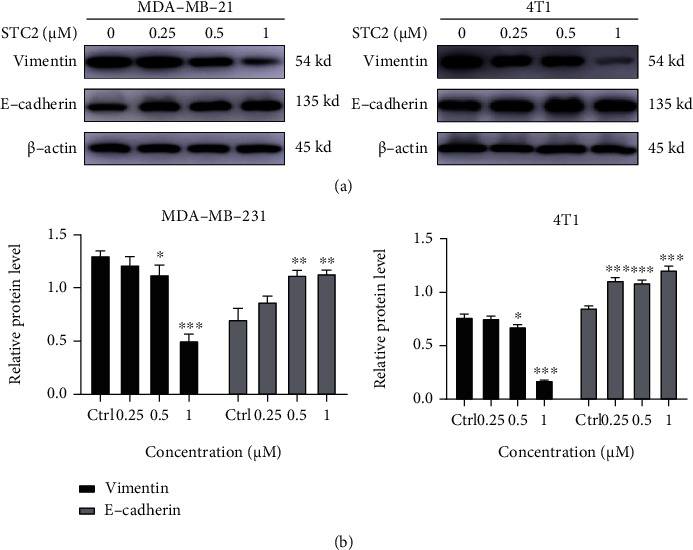 MDA–MB–21
STC2 (µM) 0 0.25 0.5 1
Vimentin 54 kd
E–cadherin 135 kd
β–actin 45 kd
4T1
STC2 (µM) 0 0.25 0.5 1
Vimentin 54 kd
E–cadherin 135 kd
β–actin 45 kd
(a)
MDA–MB–231
Relative protein level
1.5
1.0
0.5
0.0
* *** ** **
Ctrl 0.25 0.5 1 Ctrl 0.25 0.5 1
Concentration (µM)
Vimentin
E–cadherin
4T1
Relative protein level
1.5
1.0
0.5
0.0
* *** *** *** ***
Ctrl 0.25 0.5 1 Ctrl 0.25 0.5 1
Concentration (µM)
(b)